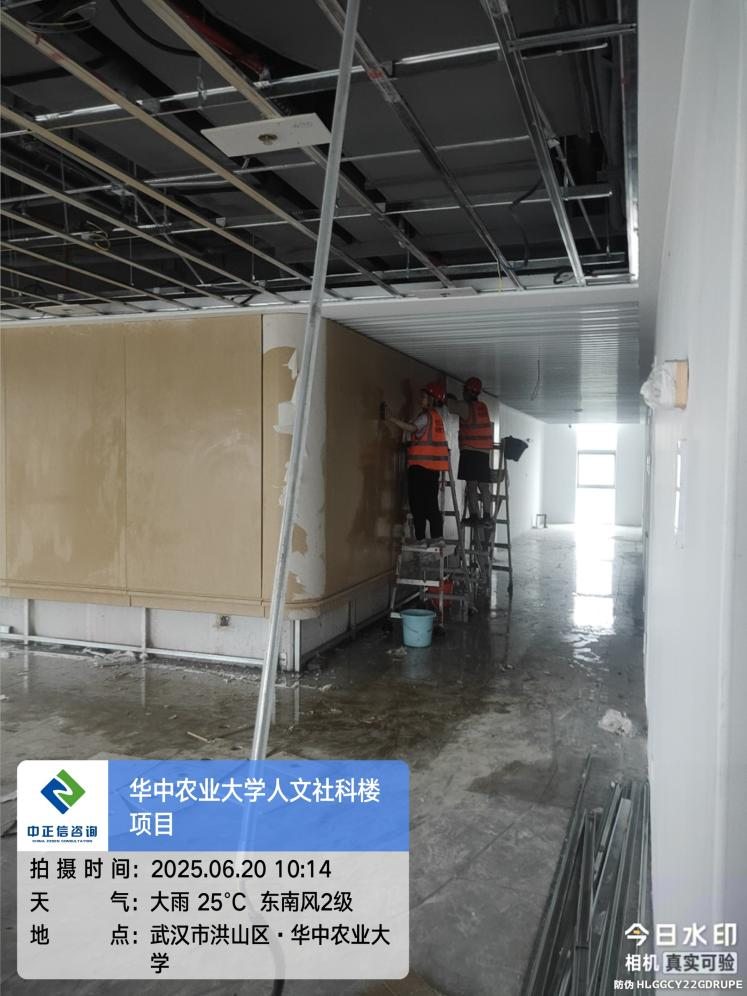 华中农业大学人文社科楼
项目
中正信咨询
CHINA ZEXIN CONSULTATION
拍摄时间：2025.06.20 10:14
天气：大雨 25℃ 东南风2级
地点：武汉市洪山区·华中农业大
学
今日水印
相机 真实可验
防伪 HLGGCY22GDRUPE